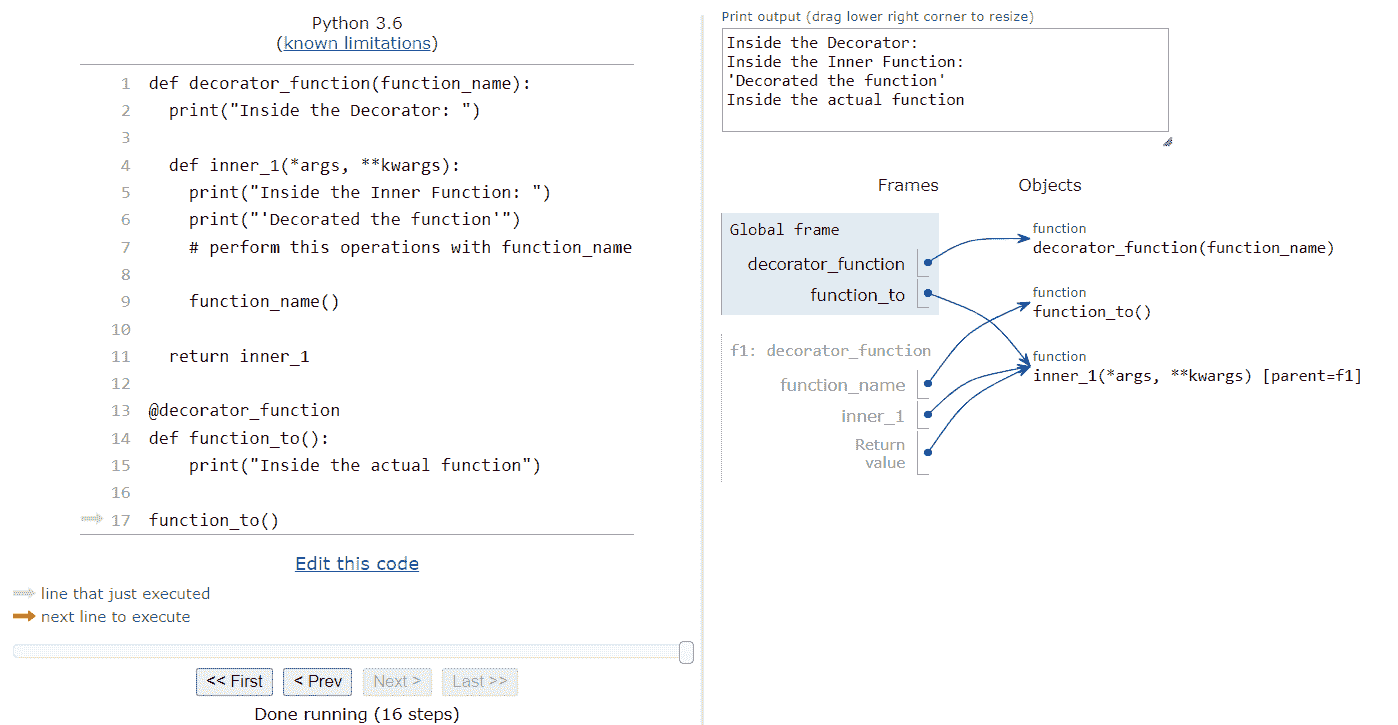 Python 3.6
(known limitations)
1 def decorator_function(function_name):
2   print("Inside the Decorator: ")
3
4   def inner_1(*args, **kwargs):
5     print("Inside the Inner Function: ")
6     print("'Decorated the function'")
7     # perform this operations with function_name
8
9     function_name()
10
11   return inner_1
12
13 @decorator_function
14 def function_to():
15     print("Inside the actual function")
16
17 function_to()
Edit this code
line that just executed
next line to execute
<< First < Prev Next > Last >>
Done running (16 steps)
Print output (drag lower right corner to resize)
Inside the Decorator:
Inside the Inner Function:
'Decorated the function'
Inside the actual function
Frames Objects
Global frame
decorator_function
function_to
f1: decorator_function
function_name
inner_1
Return
value
function
decorator_function(function_name)
function
function_to()
function
inner_1(*args, **kwargs) [parent=f1]